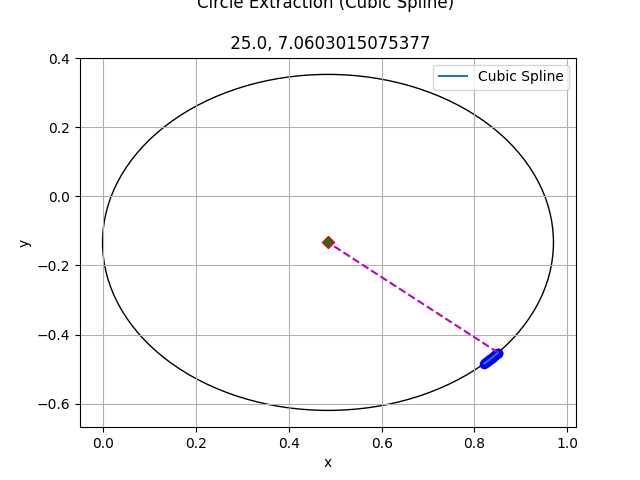 Circle Extraction (Cubic Spline)
25.0, 7.0603015075377
Cubic Spline
0.4
0.2
0.0
−0.2
−0.4
−0.6
y
0.0 0.2 0.4 0.6 0.8 1.0
x